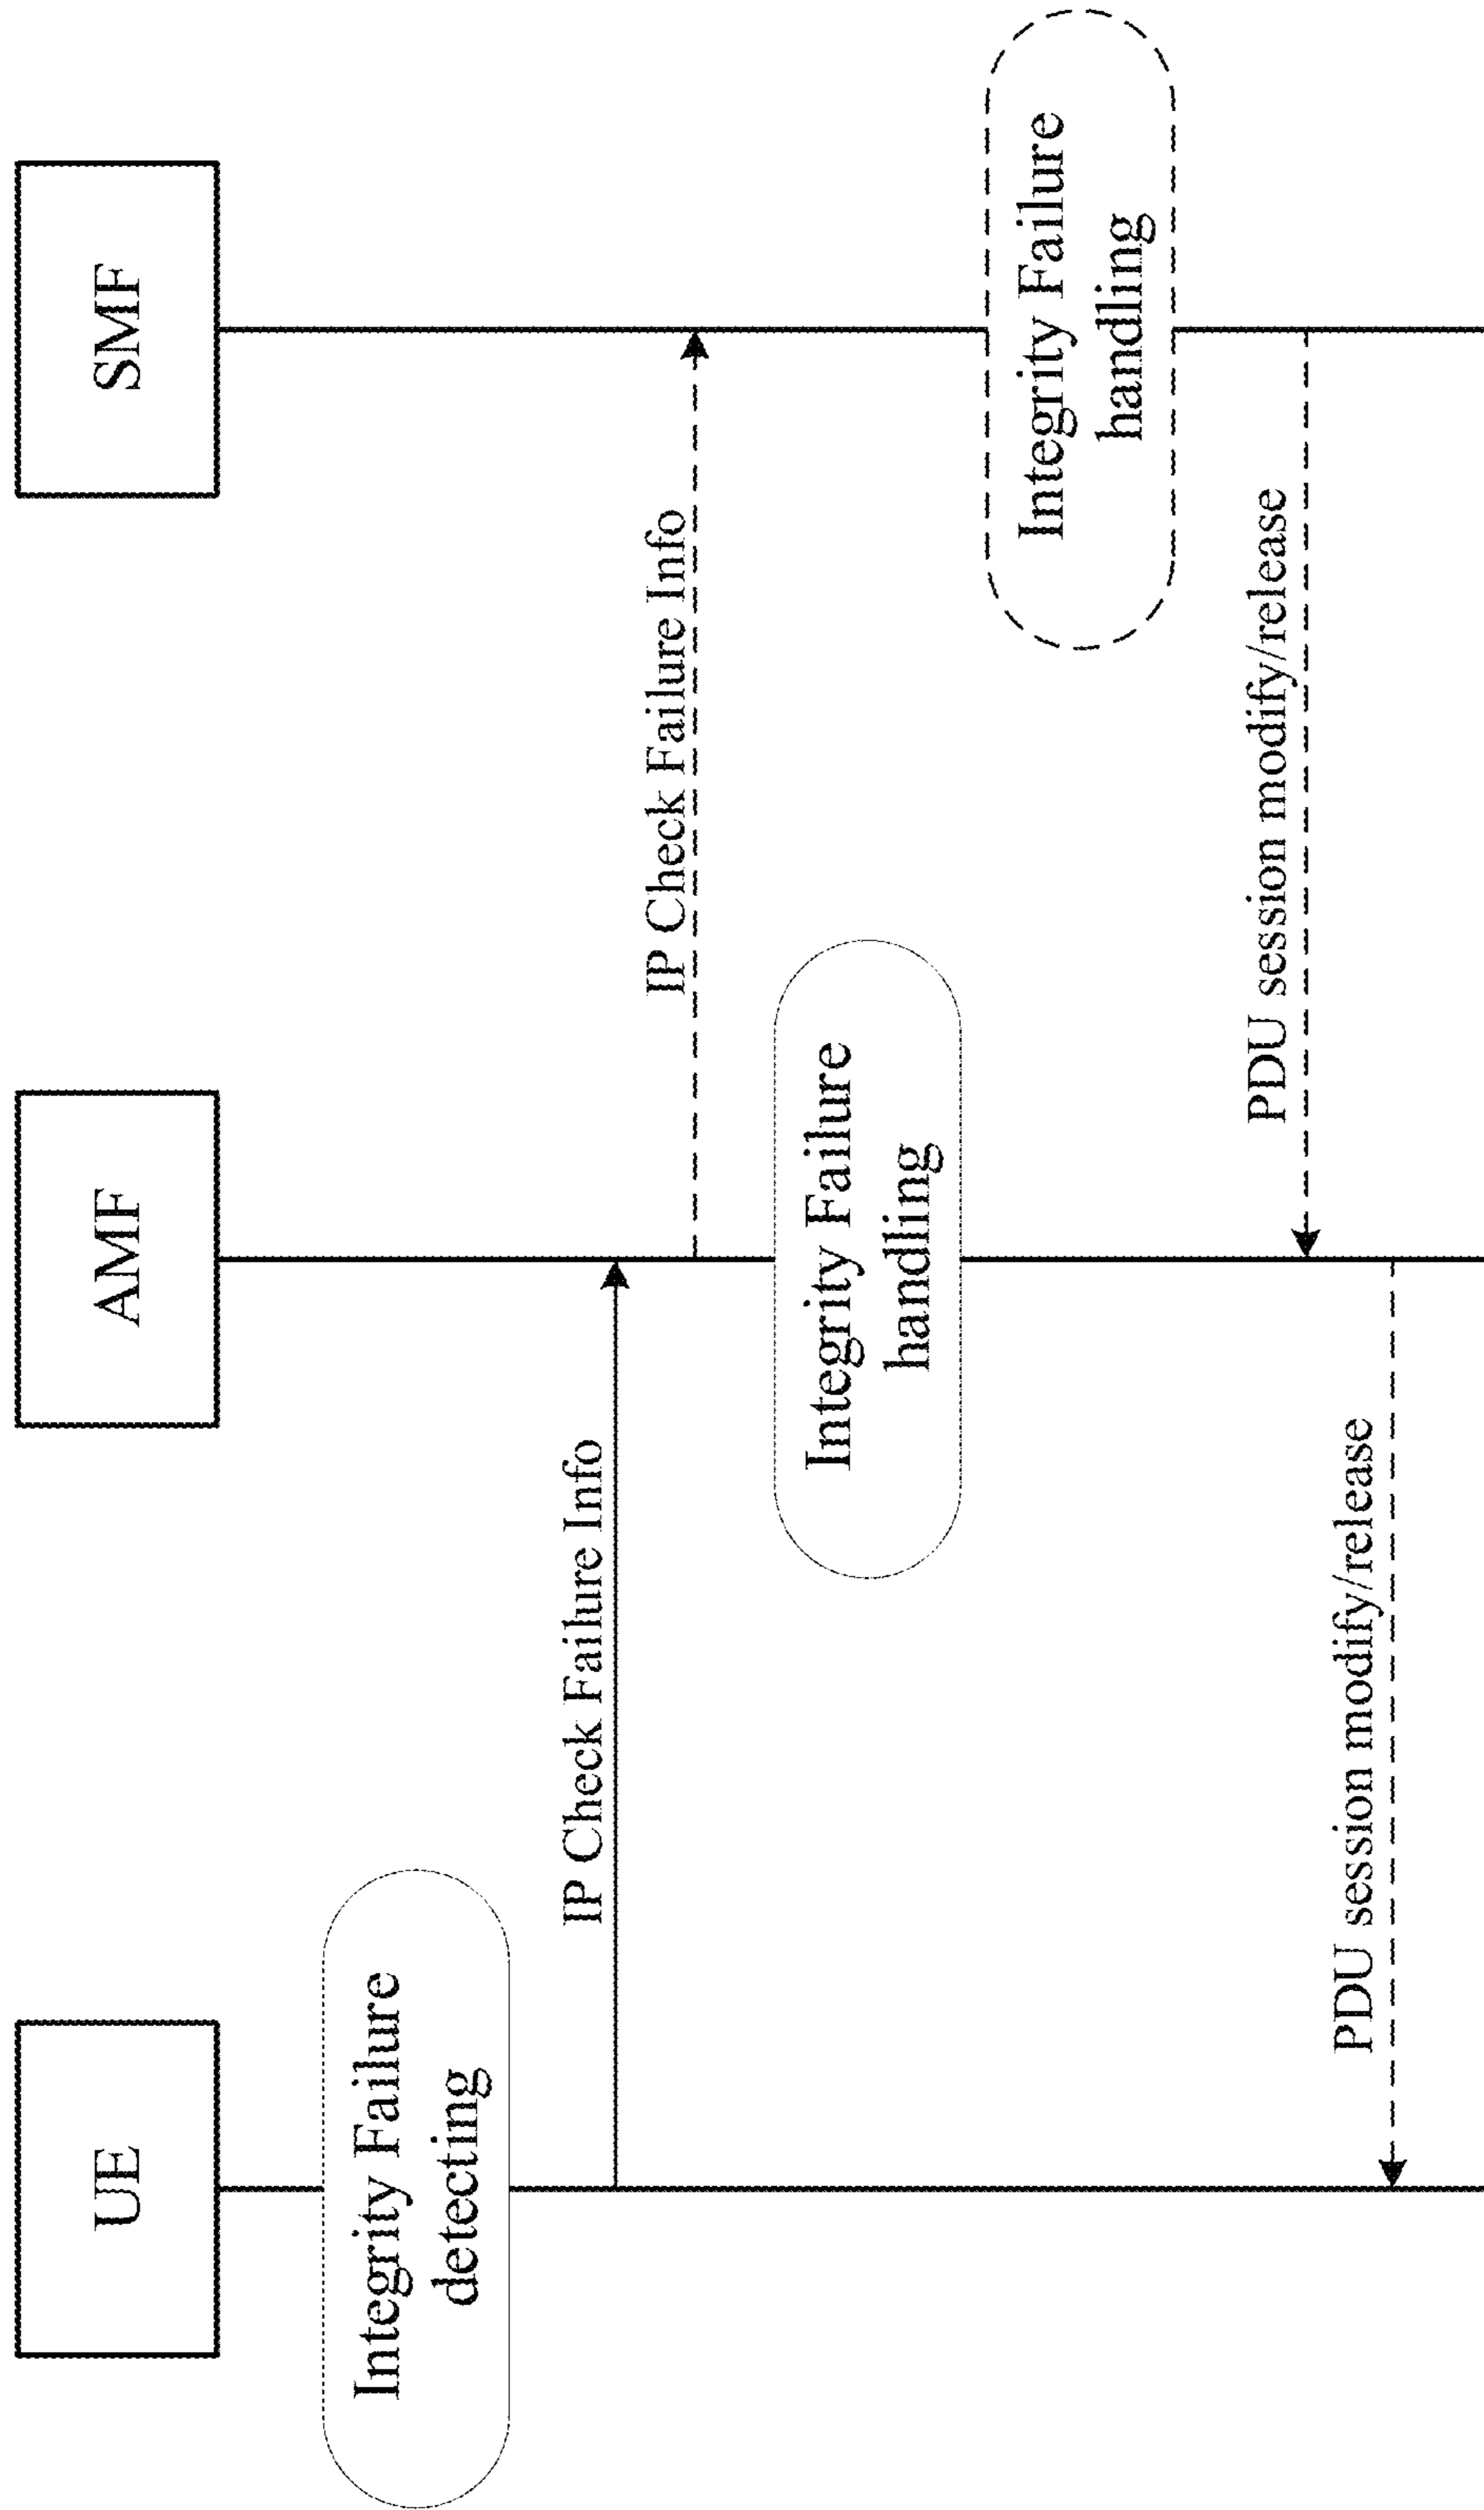 UE
AMF
SMF
Integrity Failure
detecting
IP Check Failure Info
IP Check Failure Info
Integrity Failure
handling
Integrity Failure
handling
PDU session modify/release
PDU session modify/release